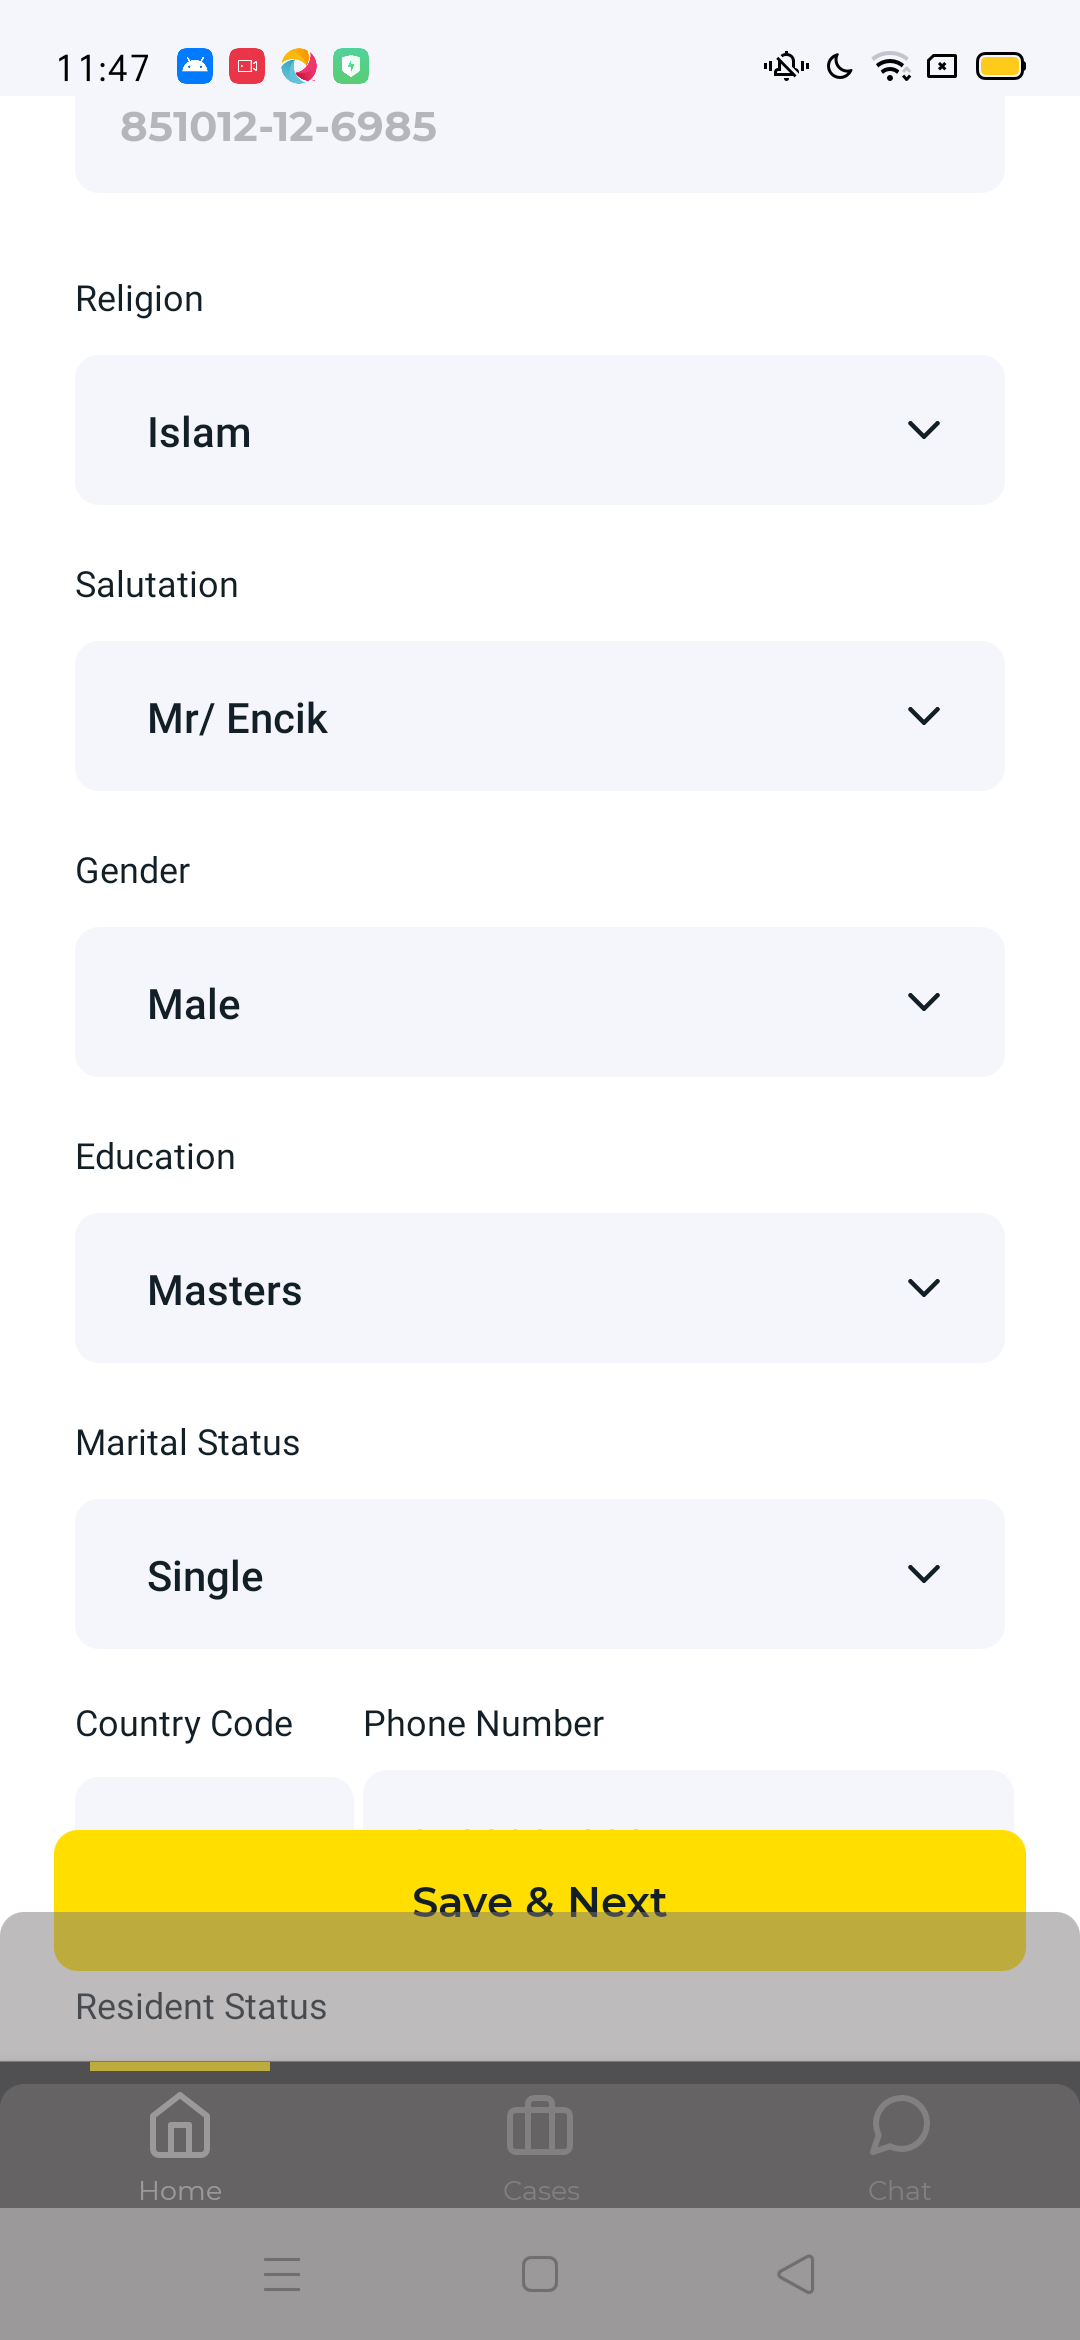 11:47
851012-12-6985
Religion
Islam
Salutation
Mr/ Encik
Gender
Male
Education
Masters
Marital Status
Single
Country Code Phone Number
Save & Next
Resident Status
Home Cases Chat